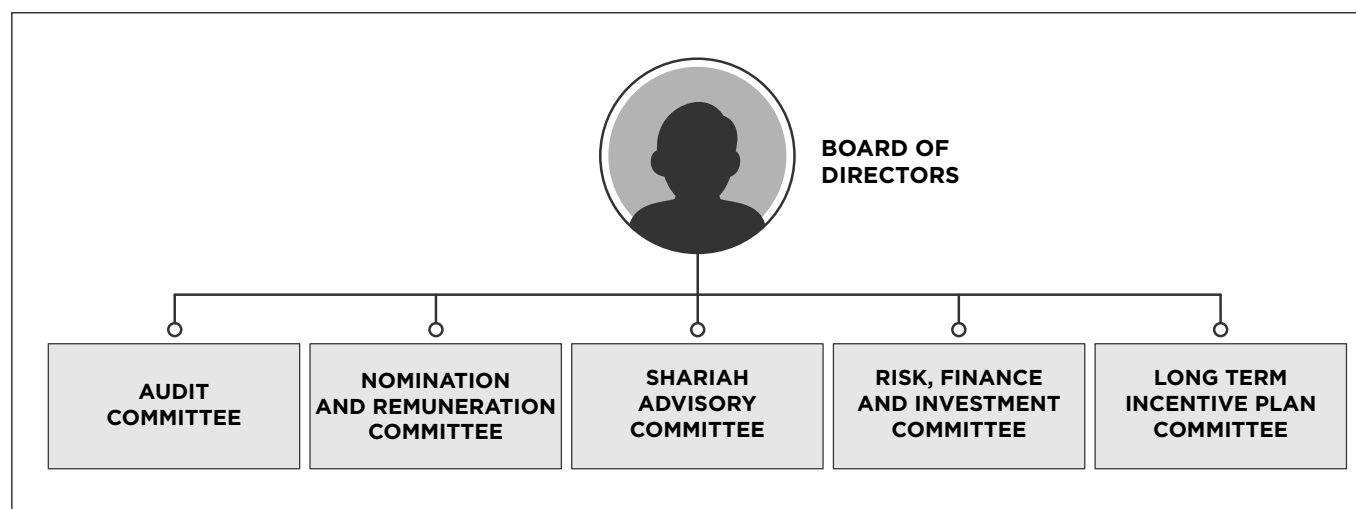 BOARD OF
DIRECTORS
AUDIT
COMMITTEE
NOMINATION
AND REMUNERATION
COMMITTEE
SHARIAH
ADVISORY
COMMITTEE
RISK, FINANCE
AND INVESTMENT
COMMITTEE
LONG TERM
INCENTIVE PLAN
COMMITTEE